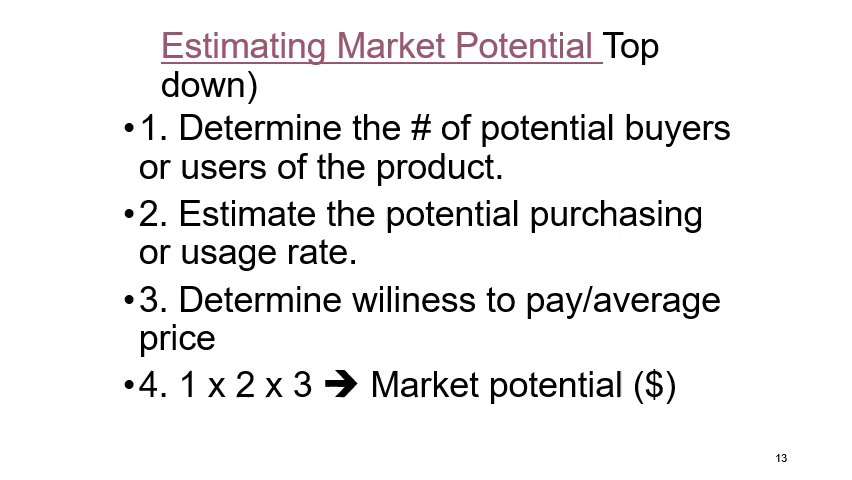 Estimating Market Potential Top
down)
•1. Determine the # of potential buyers
or users of the product.
•2. Estimate the potential purchasing
or usage rate.
•3. Determine wiliness to pay/average
price
•4. 1 x 2 x 3 ➔ Market potential ($)
13